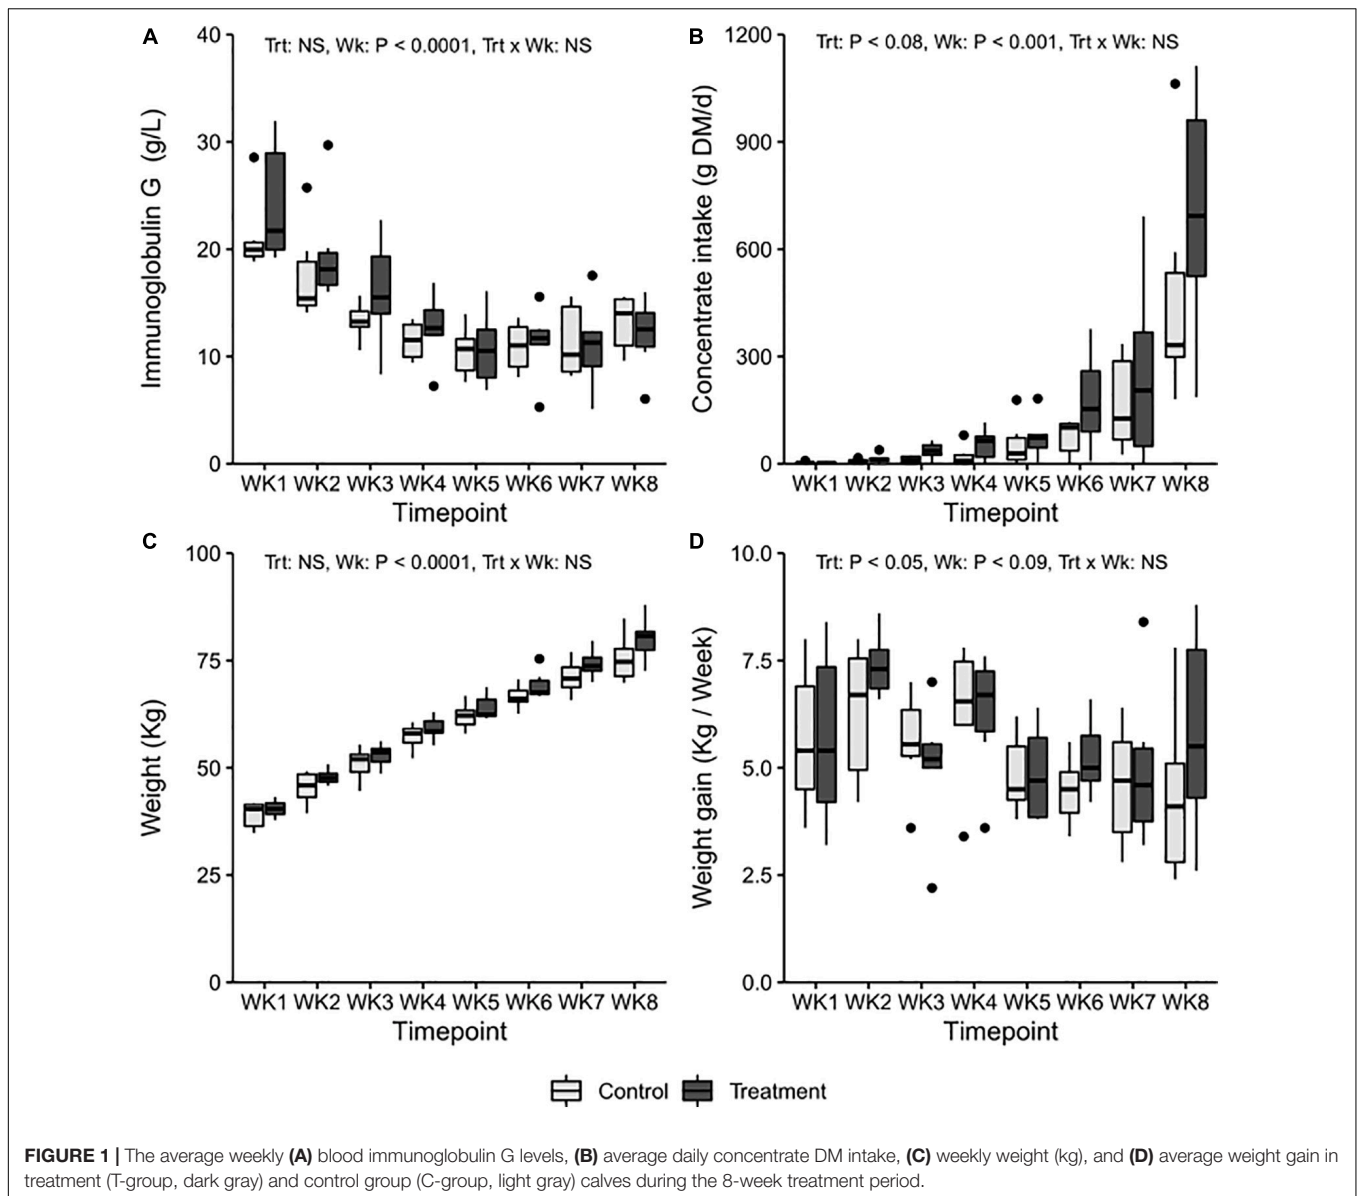 A
Trt: NS, Wk: P < 0.0001, Trt x Wk: NS
Immunoglobulin G (g/L)
40
30
20
10
0
WK1 WK2 WK3 WK4 WK5 WK6 WK7 WK8
Timepoint
B
Trt: P < 0.08, Wk: P < 0.001, Trt x Wk: NS
Concentrate intake (g DM/d)
1200
900
600
300
0
WK1 WK2 WK3 WK4 WK5 WK6 WK7 WK8
Timepoint
C
Trt: NS, Wk: P < 0.0001, Trt x Wk: NS
Weight (Kg)
100
75
50
25
0
WK1 WK2 WK3 WK4 WK5 WK6 WK7 WK8
Timepoint
D
Trt: P < 0.05, Wk: P < 0.09, Trt x Wk: NS
Weight gain (Kg / Week)
10.0
7.5
5.0
2.5
0.0
WK1 WK2 WK3 WK4 WK5 WK6 WK7 WK8
Timepoint
Control Treatment
FIGURE 1 | The average weekly (A) blood immunoglobulin G levels, (B) average daily concentrate DM intake, (C) weekly weight (kg), and (D) average weight gain in
treatment (T-group, dark gray) and control group (C-group, light gray) calves during the 8-week treatment period.